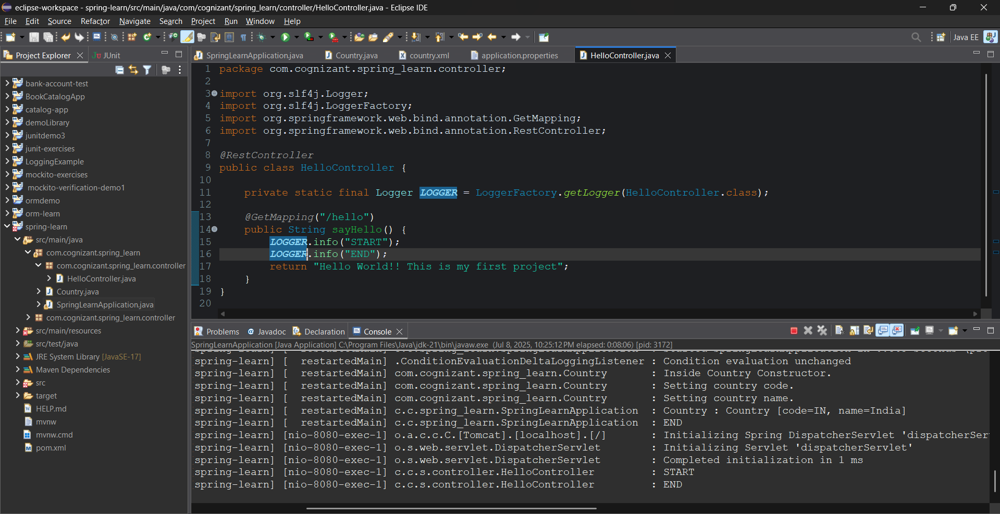 eclipse-workspace - spring-learn/src/main/java/com/cognizant/spring_learn/controller/HelloController.java - Eclipse IDE
File Edit Source Refactor Navigate Search Project Run Window Help
Java EE
Project Explorer
JUnit
bank-account-test
BookCatalogApp
catalog-app
demoLibrary
junitdemo3
junit-exercises
LoggingExample
mockito-exercises
mockito-verification-demo1
ormdemo
orm-learn
spring-learn
src/main/java
com.cognizant.spring_learn
com.cognizant.spring_learn.controller
HelloController.java
Country.java
SpringLearnApplication.java
com.cognizant.spring_learn.controller
src/main/resources
src/test/java
JRE System Library [JavaSE-17]
Maven Dependencies
src
target
HELP.md
mvnw
mvnw.cmd
pom.xml
SpringLearnApplication.java Country.java country.xml application.properties HelloController.java
1 package com.cognizant.spring_learn.controller;
2
3 import org.slf4j.Logger;
4 import org.slf4j.LoggerFactory;
5 import org.springframework.web.bind.annotation.GetMapping;
6 import org.springframework.web.bind.annotation.RestController;
7
8 @RestController
9 public class HelloController {
10
11     private static final Logger LOGGER = LoggerFactory.getLogger(HelloController.class);
12
13     @GetMapping("/hello")
14     public String sayHello() {
15         LOGGER.info("START");
16         LOGGER.info("END");
17         return "Hello World!! This is my first project";
18     }
19 }
20
Problems Javadoc Declaration Console
SpringLearnApplication [Java Application] C:\Program Files\Java\jdk-21\bin\javaw.exe (Jul 8, 2025, 10:25:12 PM elapsed: 0:08:06) [pid: 3172]
spring-learn] [  restartedMain] .ConditionEvaluationDeltaLoggingListener : Condition evaluation unchanged
spring-learn] [  restartedMain] com.cognizant.spring_learn.Country       : Inside Country Constructor.
spring-learn] [  restartedMain] com.cognizant.spring_learn.Country       : Setting country code.
spring-learn] [  restartedMain] com.cognizant.spring_learn.Country       : Setting country name.
spring-learn] [  restartedMain] c.c.spring_learn.SpringLearnApplication  : Country : Country [code=IN, name=India]
spring-learn] [  restartedMain] c.c.spring_learn.SpringLearnApplication  : END
spring-learn] [nio-8080-exec-1] o.a.c.c.C.[Tomcat].[localhost].[/]       : Initializing Spring DispatcherServlet 'dispatcherSer
spring-learn] [nio-8080-exec-1] o.s.web.servlet.DispatcherServlet        : Initializing Servlet 'dispatcherServlet'
spring-learn] [nio-8080-exec-1] o.s.web.servlet.DispatcherServlet        : Completed initialization in 1 ms
spring-learn] [nio-8080-exec-1] c.c.s.controller.HelloController         : START
spring-learn] [nio-8080-exec-1] c.c.s.controller.HelloController         : END